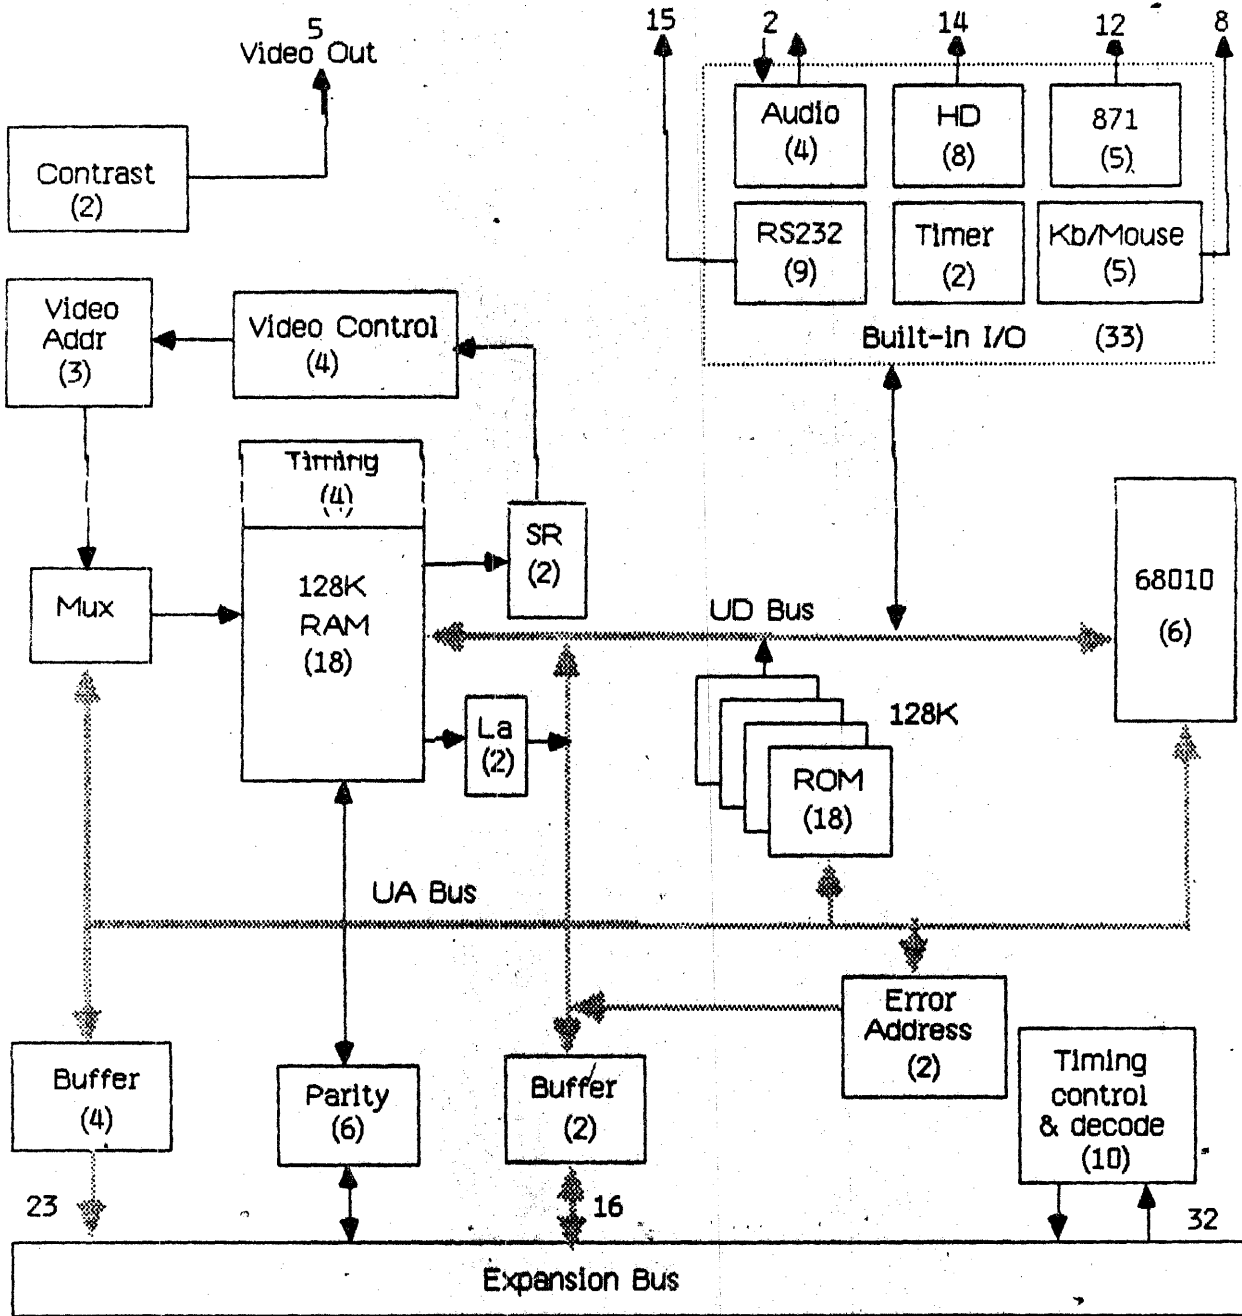 5
Video Out
15
2
14
12
8
Contrast
(2)
Audio
(4)
HD
(8)
871
(5)
RS232
(9)
Timer
(2)
Kb/Mouse
(5)
Built-in I/O (33)
Video
Addr
(3)
Video Control
(4)
Timing
(4)
SR
(2)
Mux
128K
RAM
(18)
UD Bus
68010
(6)
La
(2)
128K
ROM
(18)
UA Bus
Error
Address
(2)
Buffer
(4)
Parity
(6)
Buffer
(2)
Timing
control
& decode
(10)
23
16
32
Expansion Bus